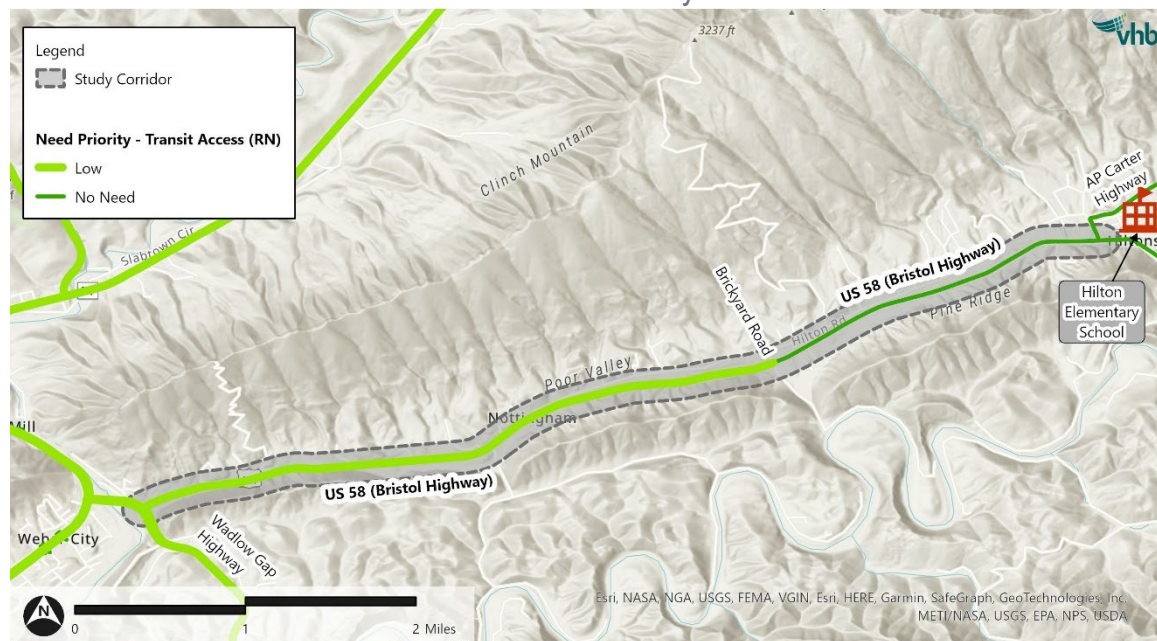 Legend
Study Corridor
Need Priority - Transit Access (RN)
Low
No Need
3237 ft
vhb
Clinch Mountain
Slabtown Cir
AP Carter
Highway
US 58 (Bristol Highway)
Hilton
Elementary
School
Brickyard Road
Hilton Rd
Pine Ridge
Poor Valley
Nottingham
US 58 (Bristol Highway)
Mill
City
Wadlow Gap
Highway
N
0
1
2 Miles
Esri, NASA, NGA, USGS, FEMA, VGIN, Esri, HERE, Garmin, SafeGraph, GeoTechnologies, Inc.
METI/NASA, USGS, EPA, NPS, USDA